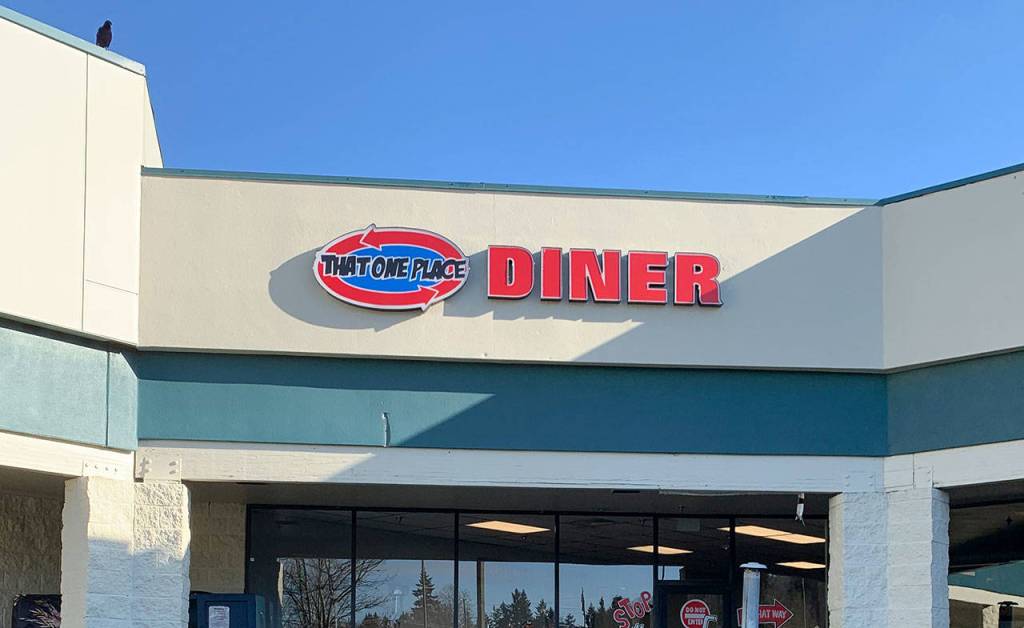 THAT ONE PLACE
DINER
STOP
DO NOT
ENTER
THAT WAY